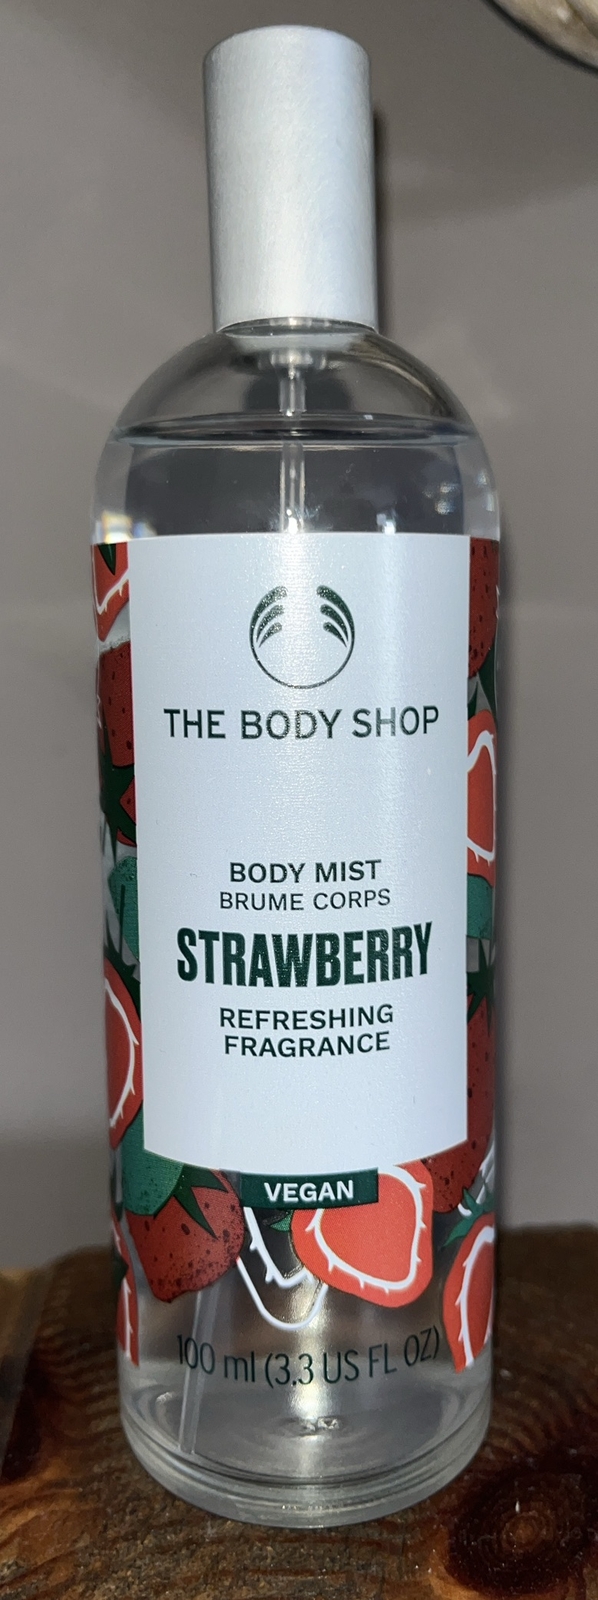 THE BODY SHOP
BODY MIST
BRUME CORPS
STRAWBERRY
REFRESHING
FRAGRANCE
VEGAN
100 ml (3.3 US FL OZ)